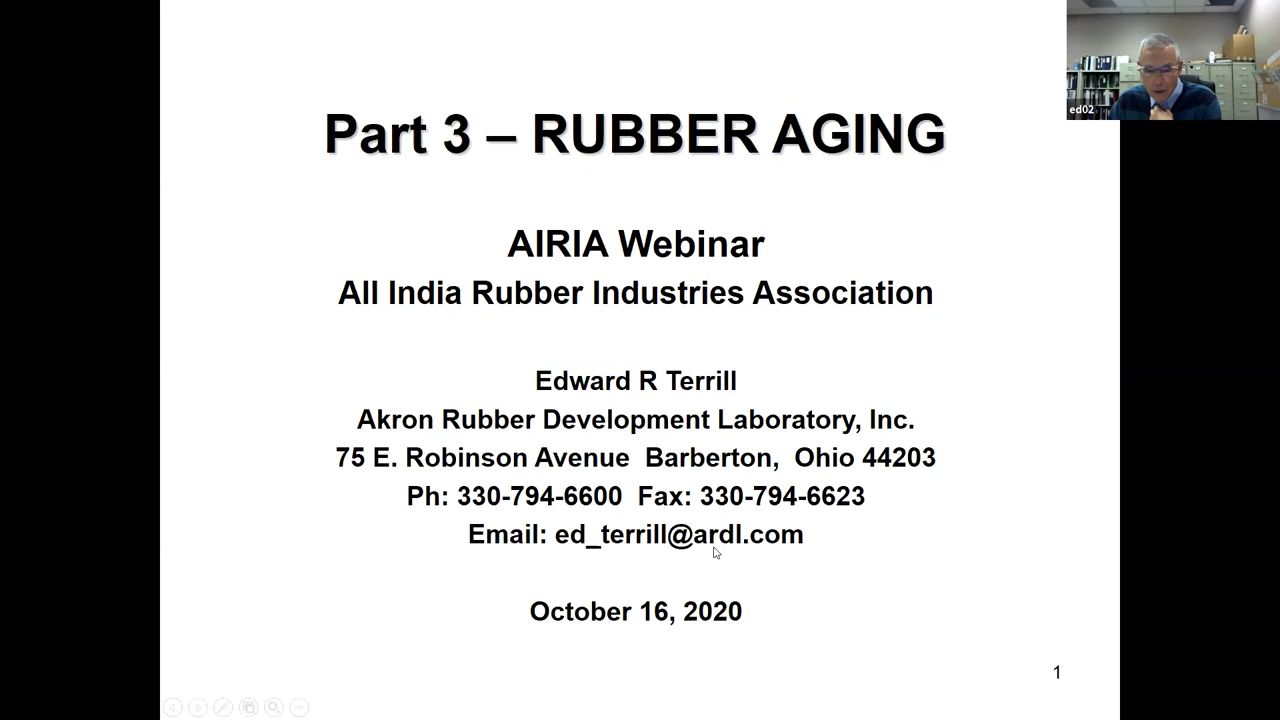 ed02
Part 3 – RUBBER AGING
AIRIA Webinar
All India Rubber Industries Association
Edward R Terrill
Akron Rubber Development Laboratory, Inc.
75 E. Robinson Avenue Barberton, Ohio 44203
Ph: 330-794-6600 Fax: 330-794-6623
Email: ed_terrill@ardl.com
October 16, 2020
1